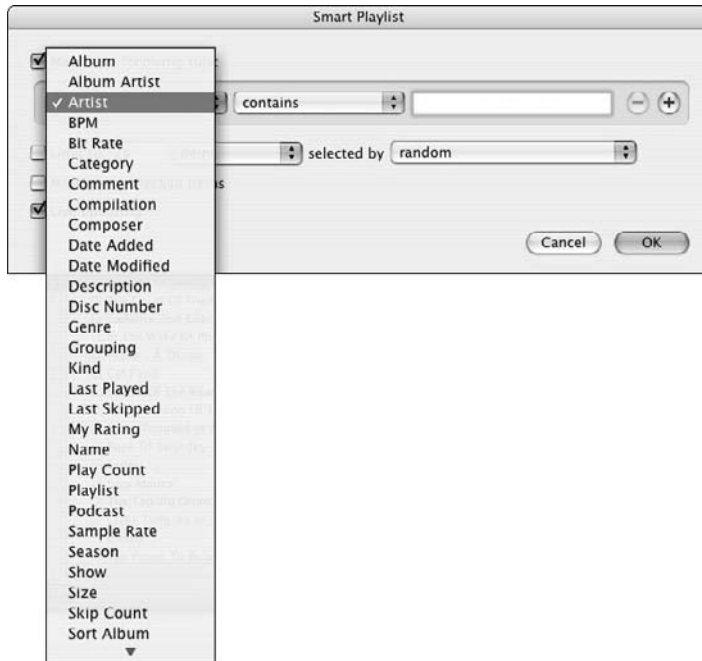 Smart Playlist
Album
Album Artist
✓ Artist
contains
BPM
Bit Rate
selected by random
Category
Comment
Compilation
Composer
Date Added
Cancel
OK
Date Modified
Description
Disc Number
Genre
Grouping
Kind
Last Played
Last Skipped
My Rating
Name
Play Count
Playlist
Podcast
Sample Rate
Season
Show
Size
Skip Count
Sort Album